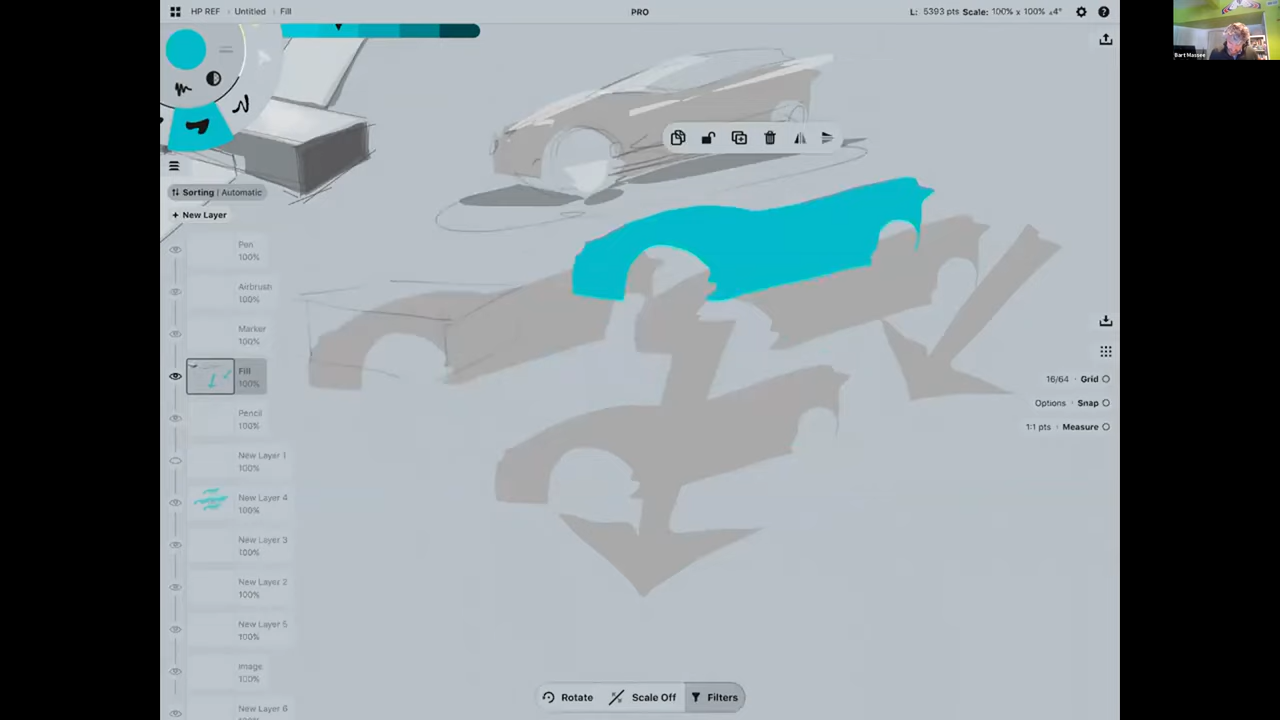 HP REF
Untitled
Fill
PRO
L: 5393 pts Scale: 100% x 100% ⊿4°
Bart Massee
Sorting | Automatic
+ New Layer
Pen
100%
Airbrush
100%
Marker
100%
Fill
100%
Pencil
100%
New Layer 1
100%
New Layer 4
100%
New Layer 3
100%
New Layer 2
100%
New Layer 5
100%
Image
100%
New Layer 6
16/64 · Grid
Options · Snap
1:1 pts · Measure
Rotate
Scale Off
Filters